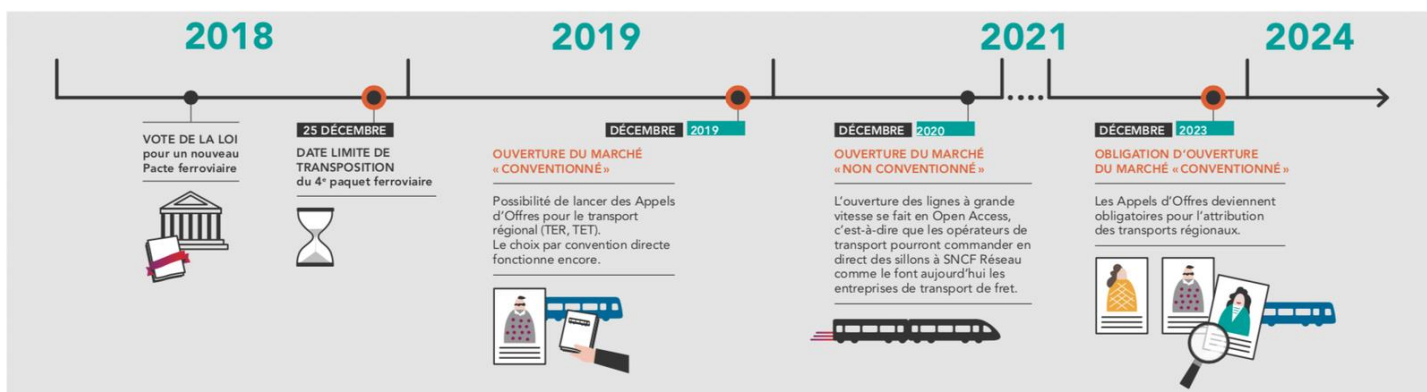 2018
2019
2021
2024
VOTE DE LA LOI
pour un nouveau
Pacte ferroviaire
25 DÉCEMBRE
DATE LIMITE DE
TRANSPOSITION
du 4e paquet ferroviaire
DÉCEMBRE 2019
OUVERTURE DU MARCHÉ
« CONVENTIONNÉ »
Possibilité de lancer des Appels
d'Offres pour le transport
régional (TER, TET).
Le choix par convention directe
fonctionne encore.
DÉCEMBRE 2020
OUVERTURE DU MARCHÉ
« NON CONVENTIONNÉ »
L'ouverture des lignes à grande
vitesse se fait en Open Access,
c'est-à-dire que les opérateurs de
transport pourront commander en
direct des sillons à SNCF Réseau
comme le font aujourd'hui les
entreprises de transport de fret.
DÉCEMBRE 2023
OBLIGATION D'OUVERTURE
DU MARCHÉ « CONVENTIONNÉ »
Les Appels d'Offres deviennent
obligatoires pour l'attribution
des transports régionaux.